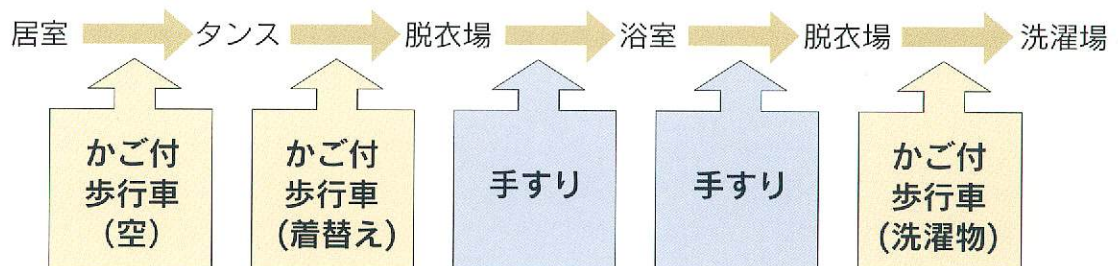 居室 タンス 脱衣場 浴室 脱衣場 洗濯場
かご付
歩行車
(空)
かご付
歩行車
(着替え)
手すり
手すり
かご付
歩行車
(洗濯物)